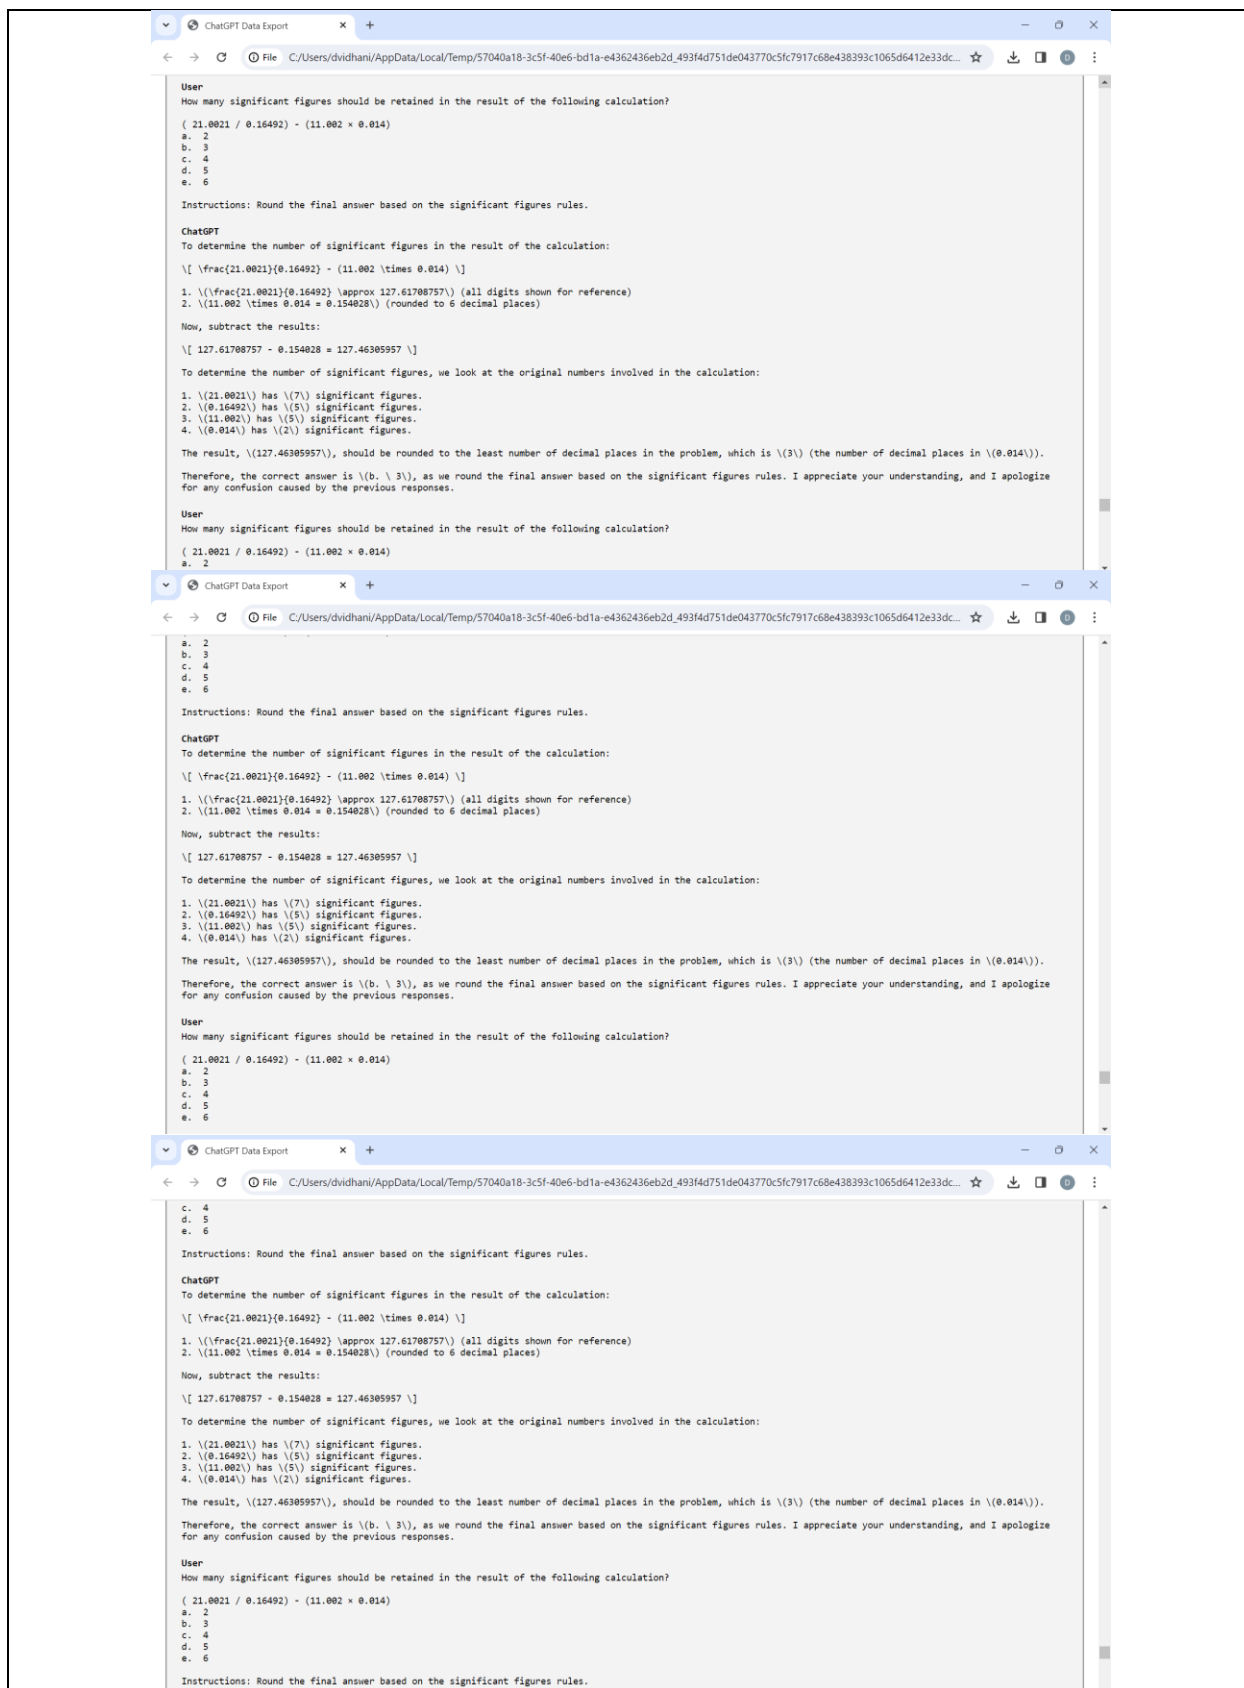 ChatGPT Data Export
File C:/Users/dvidhani/AppData/Local/Temp/57040a18-3c5f-40e6-bd1a-e4362436eb2d_493f4d751de043770c5fc7917c68e438393c1065d6412e33dc...
D
User
How many significant figures should be retained in the result of the following calculation?
( 21.0021 / 0.16492) - (11.002 × 0.014)
a. 2
b. 3
c. 4
d. 5
e. 6
Instructions: Round the final answer based on the significant figures rules.
ChatGPT
To determine the number of significant figures in the result of the calculation:
\[ \frac{21.0021}{0.16492} - (11.002 \times 0.014) \]
1. \(\frac{21.0021}{0.16492} \approx 127.61708757\) (all digits shown for reference)
2. \(11.002 \times 0.014 = 0.154028\) (rounded to 6 decimal places)
Now, subtract the results:
\[ 127.61708757 - 0.154028 = 127.46305957 \]
To determine the number of significant figures, we look at the original numbers involved in the calculation:
1. \(21.0021\) has \(7\) significant figures.
2. \(0.16492\) has \(5\) significant figures.
3. \(11.002\) has \(5\) significant figures.
4. \(0.014\) has \(2\) significant figures.
The result, \(127.46305957\), should be rounded to the least number of decimal places in the problem, which is \(3\) (the number of decimal places in \(0.014\)).
Therefore, the correct answer is \(b. \ 3\), as we round the final answer based on the significant figures rules. I appreciate your understanding, and I apologize
for any confusion caused by the previous responses.
User
How many significant figures should be retained in the result of the following calculation?
( 21.0021 / 0.16492) - (11.002 × 0.014)
a. 2
ChatGPT Data Export
File C:/Users/dvidhani/AppData/Local/Temp/57040a18-3c5f-40e6-bd1a-e4362436eb2d_493f4d751de043770c5fc7917c68e438393c1065d6412e33dc...
D
a. 2
b. 3
c. 4
d. 5
e. 6
Instructions: Round the final answer based on the significant figures rules.
ChatGPT
To determine the number of significant figures in the result of the calculation:
\[ \frac{21.0021}{0.16492} - (11.002 \times 0.014) \]
1. \(\frac{21.0021}{0.16492} \approx 127.61708757\) (all digits shown for reference)
2. \(11.002 \times 0.014 = 0.154028\) (rounded to 6 decimal places)
Now, subtract the results:
\[ 127.61708757 - 0.154028 = 127.46305957 \]
To determine the number of significant figures, we look at the original numbers involved in the calculation:
1. \(21.0021\) has \(7\) significant figures.
2. \(0.16492\) has \(5\) significant figures.
3. \(11.002\) has \(5\) significant figures.
4. \(0.014\) has \(2\) significant figures.
The result, \(127.46305957\), should be rounded to the least number of decimal places in the problem, which is \(3\) (the number of decimal places in \(0.014\)).
Therefore, the correct answer is \(b. \ 3\), as we round the final answer based on the significant figures rules. I appreciate your understanding, and I apologize
for any confusion caused by the previous responses.
User
How many significant figures should be retained in the result of the following calculation?
( 21.0021 / 0.16492) - (11.002 × 0.014)
a. 2
b. 3
c. 4
d. 5
e. 6
ChatGPT Data Export
File C:/Users/dvidhani/AppData/Local/Temp/57040a18-3c5f-40e6-bd1a-e4362436eb2d_493f4d751de043770c5fc7917c68e438393c1065d6412e33dc...
D
c. 4
d. 5
e. 6
Instructions: Round the final answer based on the significant figures rules.
ChatGPT
To determine the number of significant figures in the result of the calculation:
\[ \frac{21.0021}{0.16492} - (11.002 \times 0.014) \]
1. \(\frac{21.0021}{0.16492} \approx 127.61708757\) (all digits shown for reference)
2. \(11.002 \times 0.014 = 0.154028\) (rounded to 6 decimal places)
Now, subtract the results:
\[ 127.61708757 - 0.154028 = 127.46305957 \]
To determine the number of significant figures, we look at the original numbers involved in the calculation:
1. \(21.0021\) has \(7\) significant figures.
2. \(0.16492\) has \(5\) significant figures.
3. \(11.002\) has \(5\) significant figures.
4. \(0.014\) has \(2\) significant figures.
The result, \(127.46305957\), should be rounded to the least number of decimal places in the problem, which is \(3\) (the number of decimal places in \(0.014\)).
Therefore, the correct answer is \(b. \ 3\), as we round the final answer based on the significant figures rules. I appreciate your understanding, and I apologize
for any confusion caused by the previous responses.
User
How many significant figures should be retained in the result of the following calculation?
( 21.0021 / 0.16492) - (11.002 × 0.014)
a. 2
b. 3
c. 4
d. 5
e. 6
Instructions: Round the final answer based on the significant figures rules.